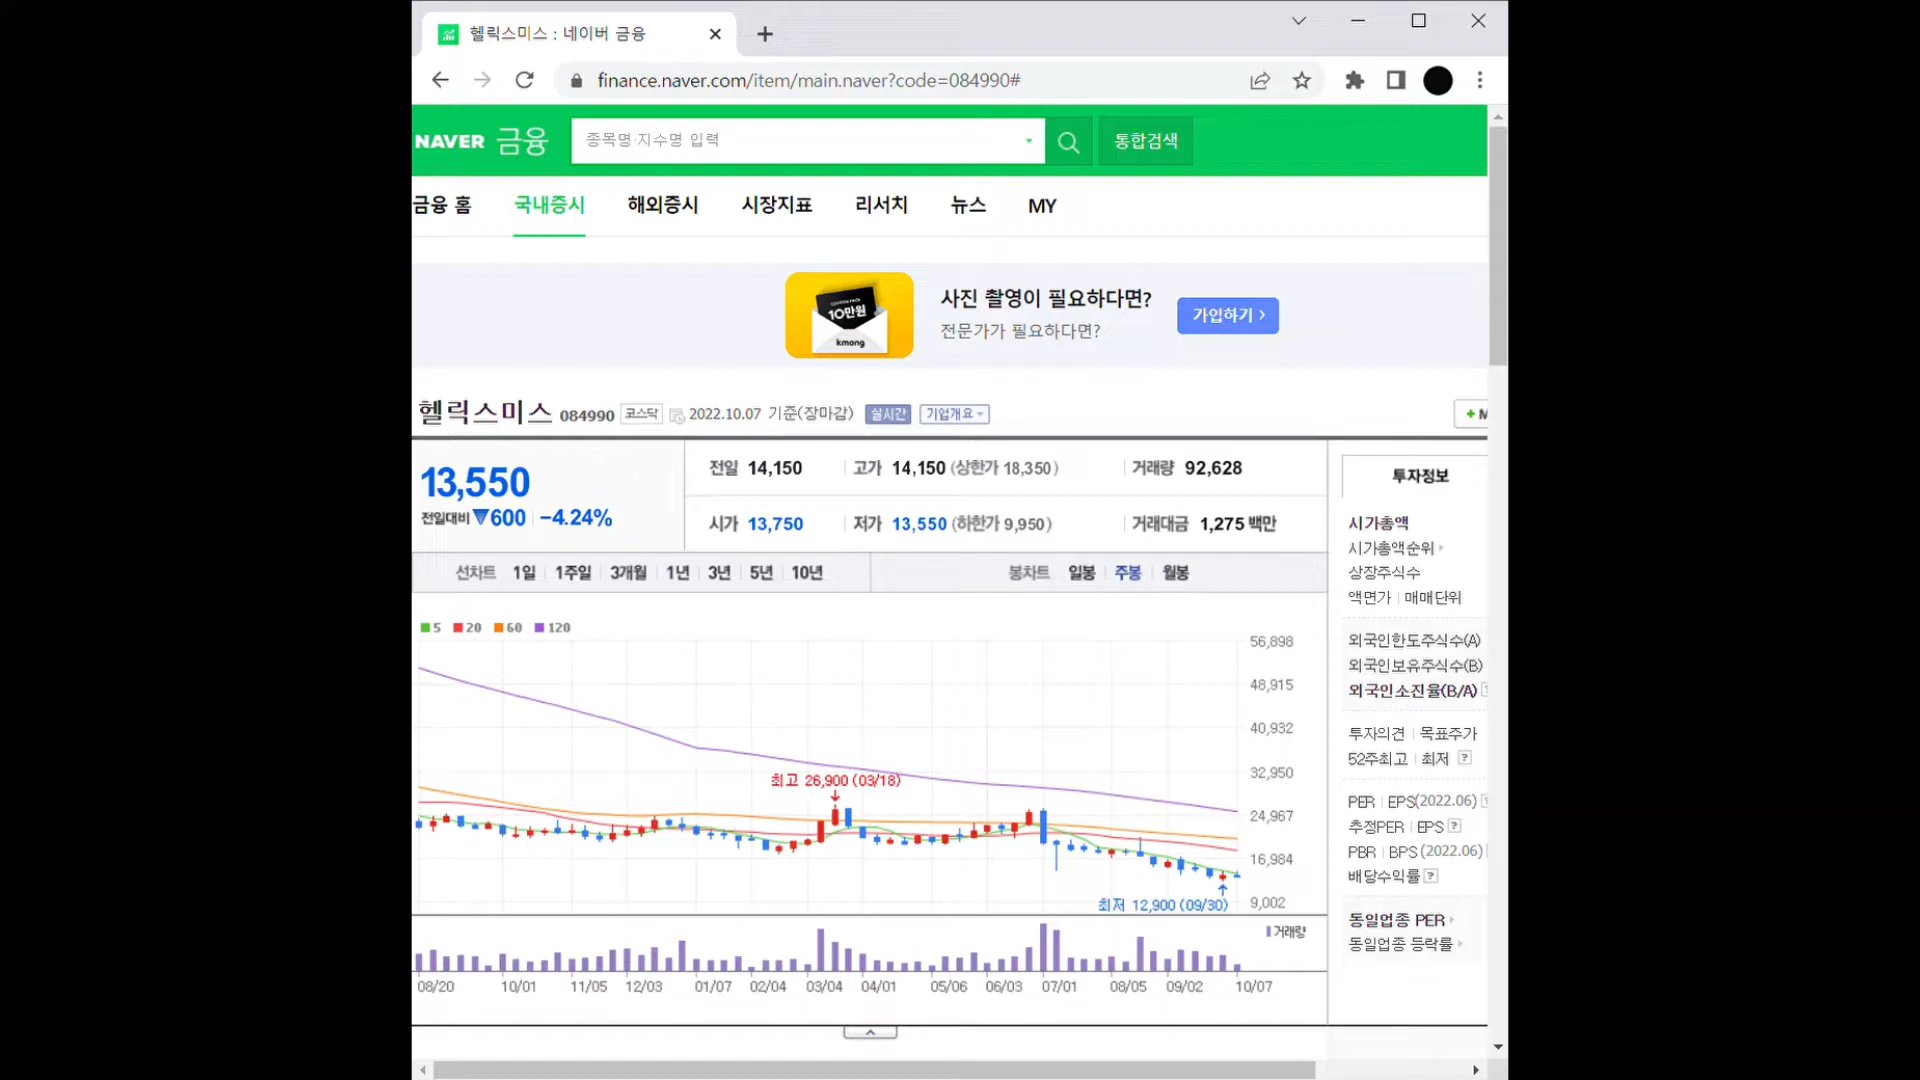 헬릭스미스 : 네이버 금융
finance.naver.com/item/main.naver?code=084990#
NAVER 금융
종목명·지수명 입력
통합검색
금융 홈 국내증시 해외증시 시장지표 리서치 뉴스 MY
10만원
kmong
사진 촬영이 필요하다면?
전문가가 필요하다면?
가입하기
헬릭스미스 084990 코스닥 2022.10.07 기준(장마감) 실시간 기업개요
13,550
전일대비 ▼600 -4.24%
전일 14,150 고가 14,150 (상한가 18,350) 거래량 92,628
시가 13,750 저가 13,550 (하한가 9,950) 거래대금 1,275 백만
선차트 1일 1주일 3개월 1년 3년 5년 10년 봉차트 일봉 주봉 월봉
5 20 60 120
56,898
48,915
40,932
32,950
24,967
16,984
9,002
최고 26,900 (03/18)
최저 12,900 (09/30)
거래량
08/20 10/01 11/05 12/03 01/07 02/04 03/04 04/01 05/06 06/03 07/01 08/05 09/02 10/07
투자정보
시가총액
시가총액순위
상장주식수
액면가 매매단위
외국인한도주식수(A)
외국인보유주식수(B)
외국인소진율(B/A)
투자의견 목표주가
52주최고 최저 ?
PER EPS(2022.06)
추정PER EPS ?
PBR BPS (2022.06)
배당수익률 ?
동일업종 PER
동일업종 등락률